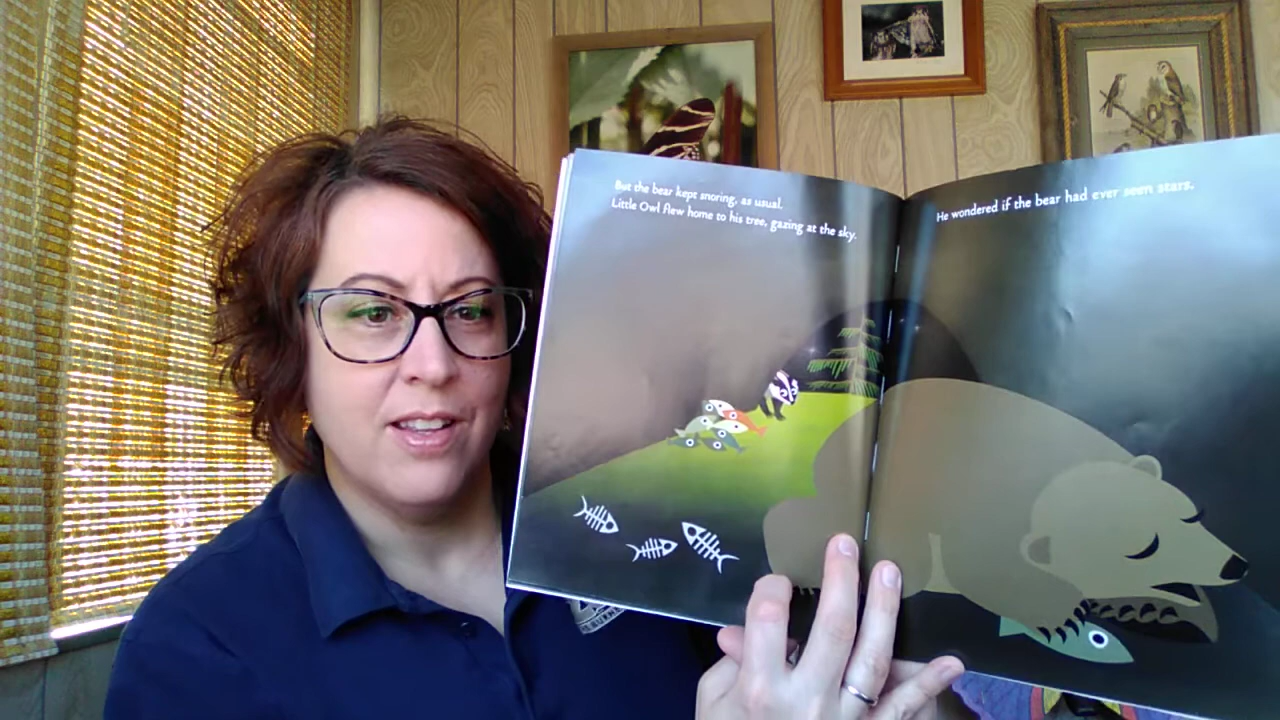 But the bear kept snoring, as usual.
Little Owl flew home to his tree, gazing at the sky.
He wondered if the bear had ever seen stars.